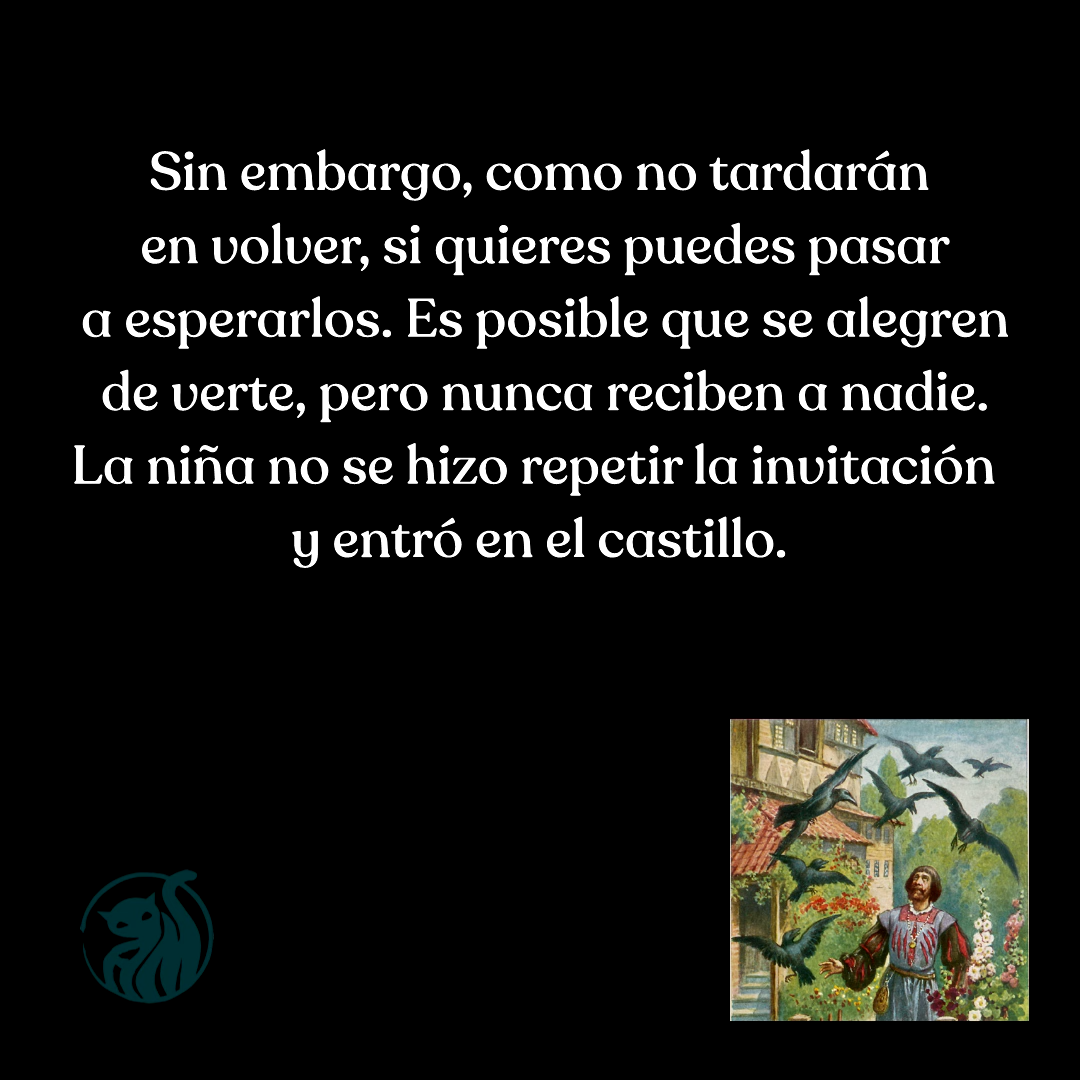 Sin embargo, como no tardarán
en volver, si quieres puedes pasar
a esperarlos. Es posible que se alegren
de verte, pero nunca reciben a nadie.
La niña no se hizo repetir la invitación
y entró en el castillo.